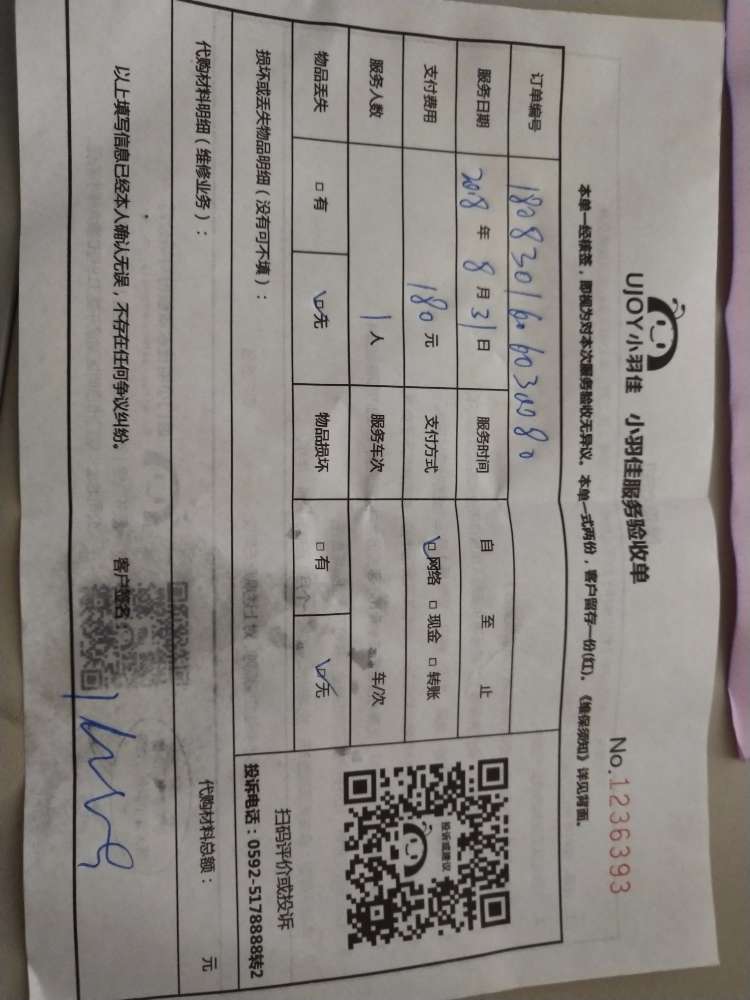 UJOY小羽佳 小羽佳服务验收单
No.1236393
本单一经核签，即视为对本次服务验收无异议。本单一式两份，客户留存一份(红)。《维保须知》详见背面。
订单编号
服务日期 2018 年 8 月 31 日 服务时间 自 至 止
支付费用 180 元 支付方式 □网络 □现金 □转账
服务人数 1 人 服务车次 车/次
物品丢失 □有 □无 物品损坏 □有 □无
投诉或建议
扫码评价或投诉
投诉电话：0592-5178888转2
损坏或丢失物品明细（没有可不填）：
代购材料明细（维修业务）： 代购材料总额： 元
以上填写信息已经本人确认无误，不存在任何争议纠纷。 客户签名：